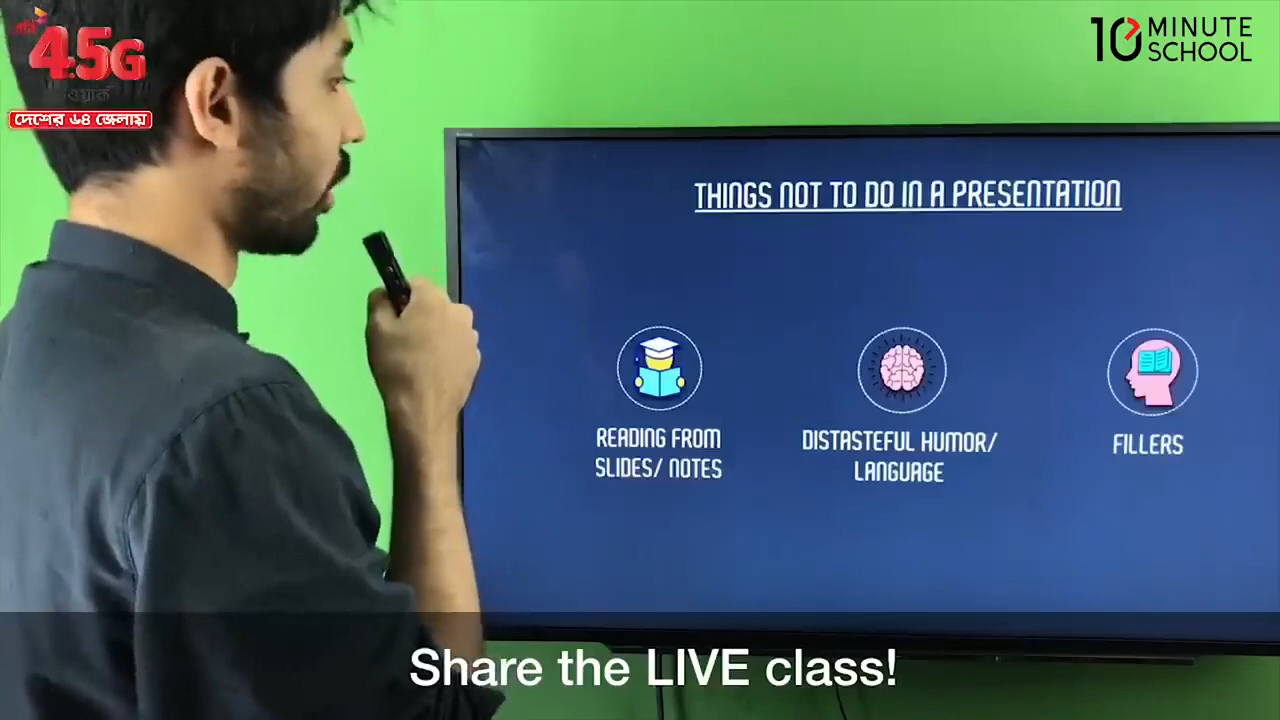 রবি
4.5G
দেশের ৬৪ জেলায়
10 MINUTE
SCHOOL
THINGS NOT TO DO IN A PRESENTATION
READING FROM
SLIDES/ NOTES
DISTASTEFUL HUMOR/
LANGUAGE
FILLERS
Share the LIVE class!